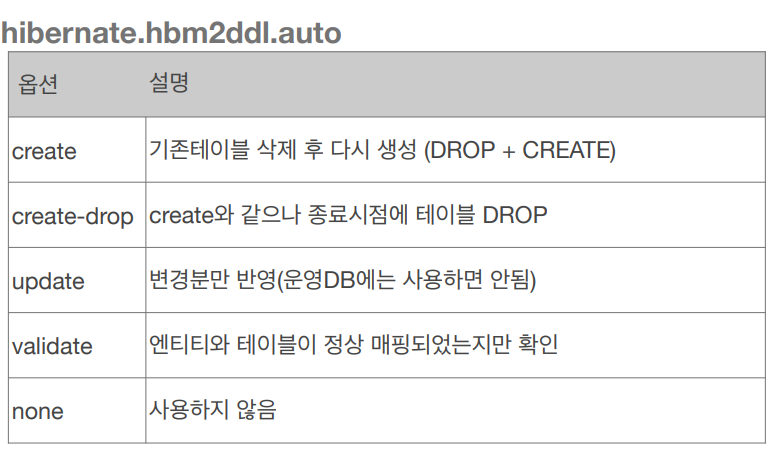 hibernate.hbm2ddl.auto
옵션 설명
create 기존테이블 삭제 후 다시 생성 (DROP + CREATE)
create-drop create와 같으나 종료시점에 테이블 DROP
update 변경분만 반영(운영DB에는 사용하면 안됨)
validate 엔티티와 테이블이 정상 매핑되었는지만 확인
none 사용하지 않음